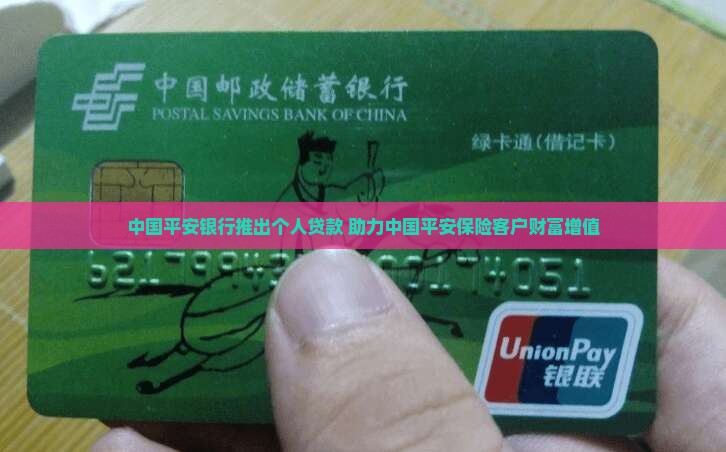 中国邮政储蓄银行
POSTAL SAVINGS BANK OF CHINA
绿卡通(借记卡)
中国平安银行推出个人贷款 助力中国平安保险客户财富增值
UnionPay
银联